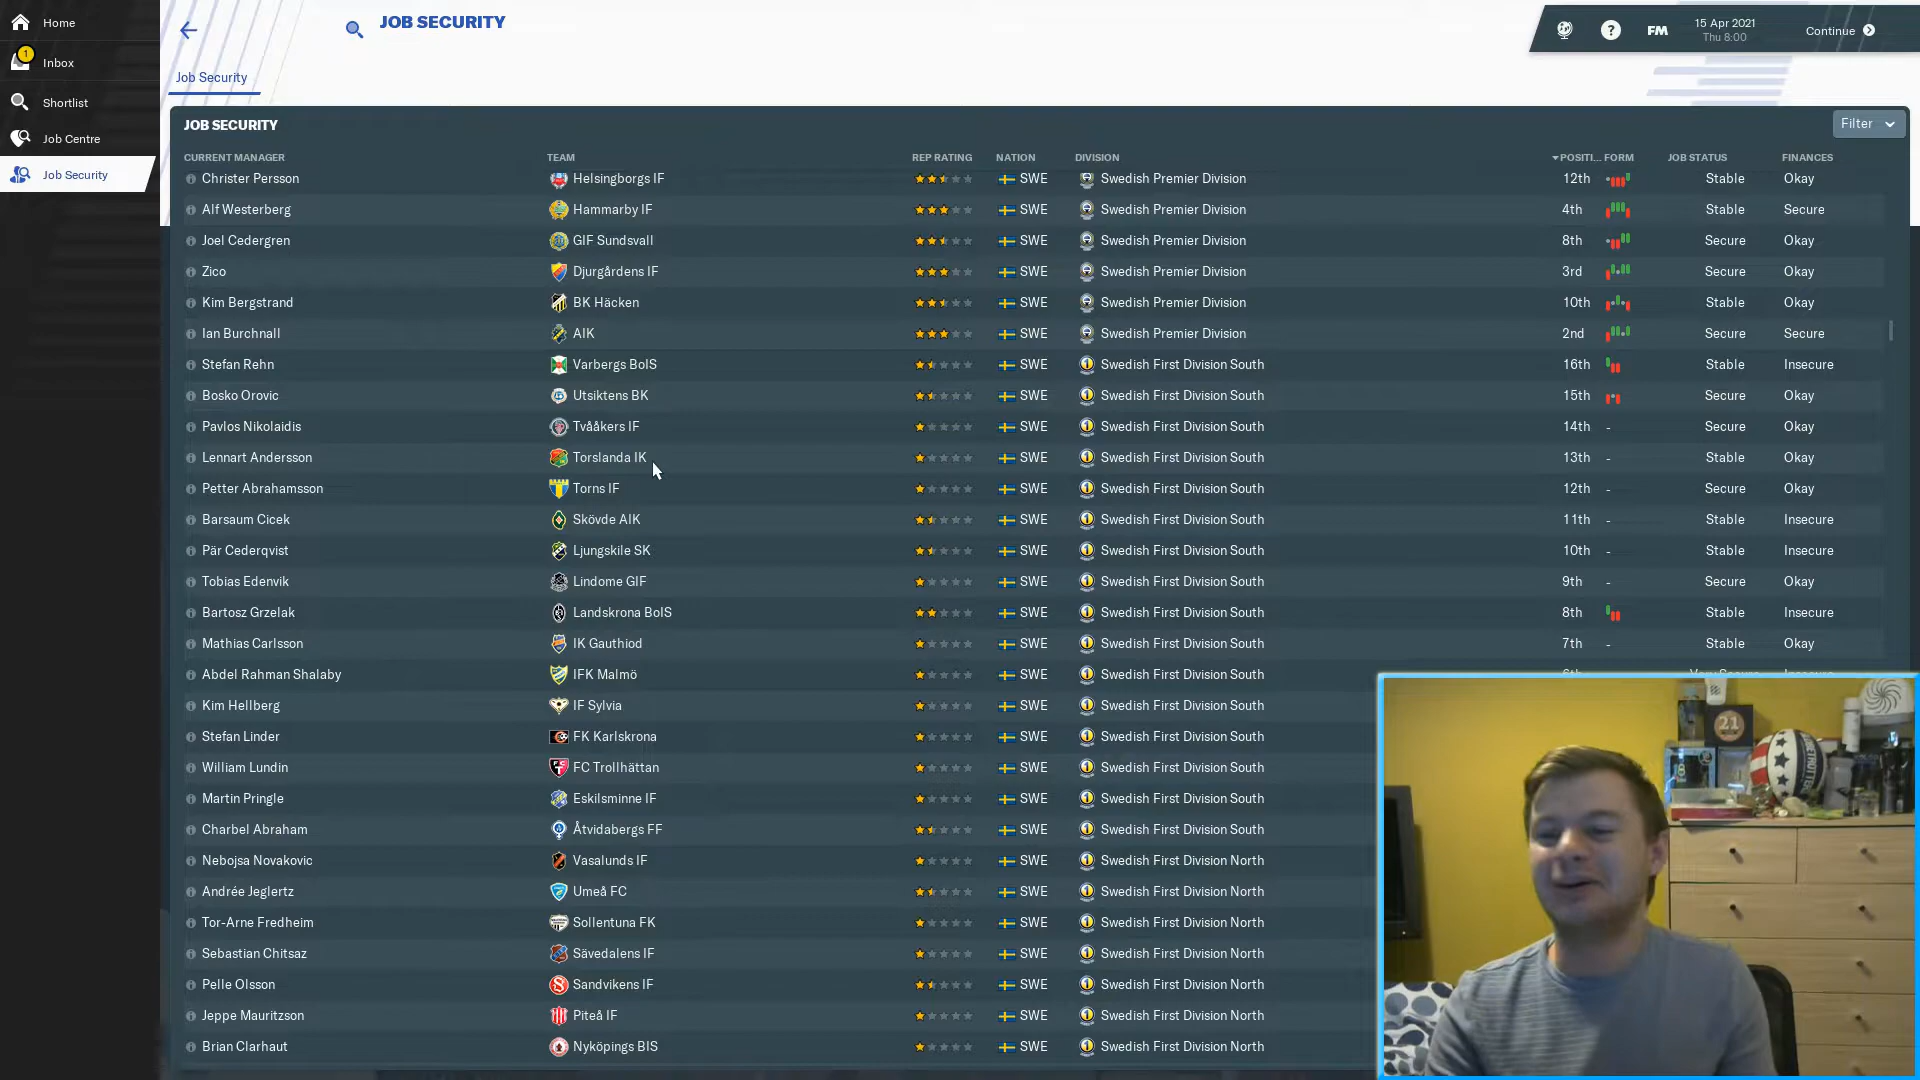 Home
Inbox
1
Shortlist
Job Centre
Job Security
JOB SECURITY
15 Apr 2021
Thu 8:00
FM
Continue
Job Security
JOB SECURITY
Filter
CURRENT MANAGER TEAM REP RATING NATION DIVISION POSITI... FORM JOB STATUS FINANCES
Christer Persson Helsingborgs IF SWE Swedish Premier Division 12th Stable Okay
Alf Westerberg Hammarby IF SWE Swedish Premier Division 4th Stable Secure
Joel Cedergren GIF Sundsvall SWE Swedish Premier Division 8th Secure Okay
Zico Djurgårdens IF SWE Swedish Premier Division 3rd Secure Okay
Kim Bergstrand BK Häcken SWE Swedish Premier Division 10th Stable Okay
Ian Burchnall AIK SWE Swedish Premier Division 2nd Secure Secure
Stefan Rehn Varbergs BoIS SWE Swedish First Division South 16th Stable Insecure
Bosko Orovic Utsiktens BK SWE Swedish First Division South 15th Secure Okay
Pavlos Nikolaidis Tvååkers IF SWE Swedish First Division South 14th - Secure Okay
Lennart Andersson Torslanda IK SWE Swedish First Division South 13th - Stable Okay
Petter Abrahamsson Torns IF SWE Swedish First Division South 12th - Secure Okay
Barsaum Cicek Skövde AIK SWE Swedish First Division South 11th - Stable Insecure
Pär Cederqvist Ljungskile SK SWE Swedish First Division South 10th - Stable Insecure
Tobias Edenvik Lindome GIF SWE Swedish First Division South 9th - Secure Okay
Bartosz Grzelak Landskrona BoIS SWE Swedish First Division South 8th Stable Insecure
Mathias Carlsson IK Gauthiod SWE Swedish First Division South 7th - Stable Okay
Abdel Rahman Shalaby IFK Malmö SWE Swedish First Division South
Kim Hellberg IF Sylvia SWE Swedish First Division South
Stefan Linder FK Karlskrona SWE Swedish First Division South
William Lundin FC Trollhättan SWE Swedish First Division South
Martin Pringle Eskilsminne IF SWE Swedish First Division South
Charbel Abraham Åtvidabergs FF SWE Swedish First Division South
Nebojsa Novakovic Vasalunds IF SWE Swedish First Division North
Andrée Jeglertz Umeå FC SWE Swedish First Division North
Tor-Arne Fredheim Sollentuna FK SWE Swedish First Division North
Sebastian Chitsaz Sävedalens IF SWE Swedish First Division North
Pelle Olsson Sandvikens IF SWE Swedish First Division North
Jeppe Mauritzson Piteå IF SWE Swedish First Division North
Brian Clarhaut Nyköpings BIS SWE Swedish First Division North
21